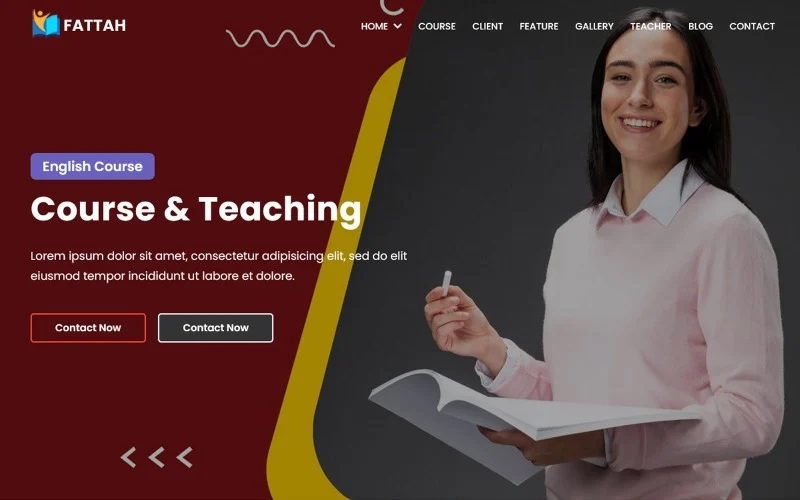 FATTAH
HOME COURSE CLIENT FEATURE GALLERY TEACHER BLOG CONTACT
English Course
Course & Teaching
Lorem ipsum dolor sit amet, consectetur adipisicing elit, sed do elit
eiusmod tempor incididunt ut labore et dolore.
Contact Now Contact Now